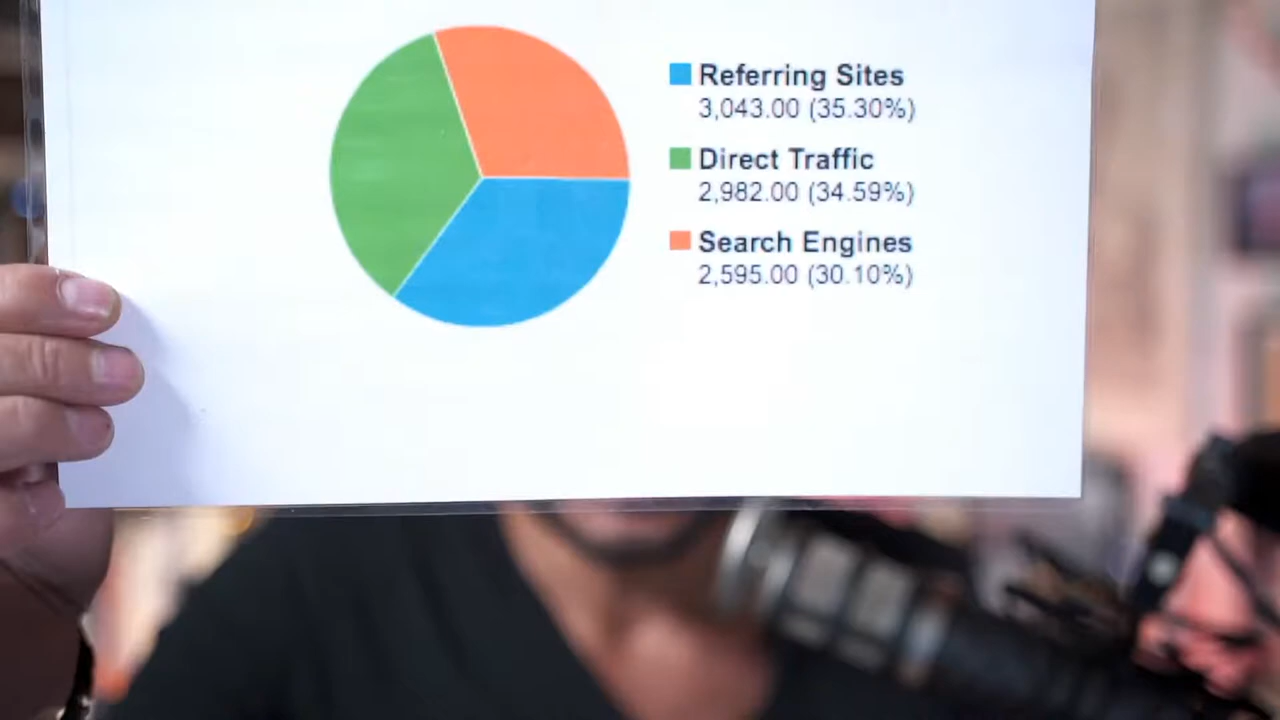 Referring Sites
3,043.00 (35.30%)
Direct Traffic
2,982.00 (34.59%)
Search Engines
2,595.00 (30.10%)